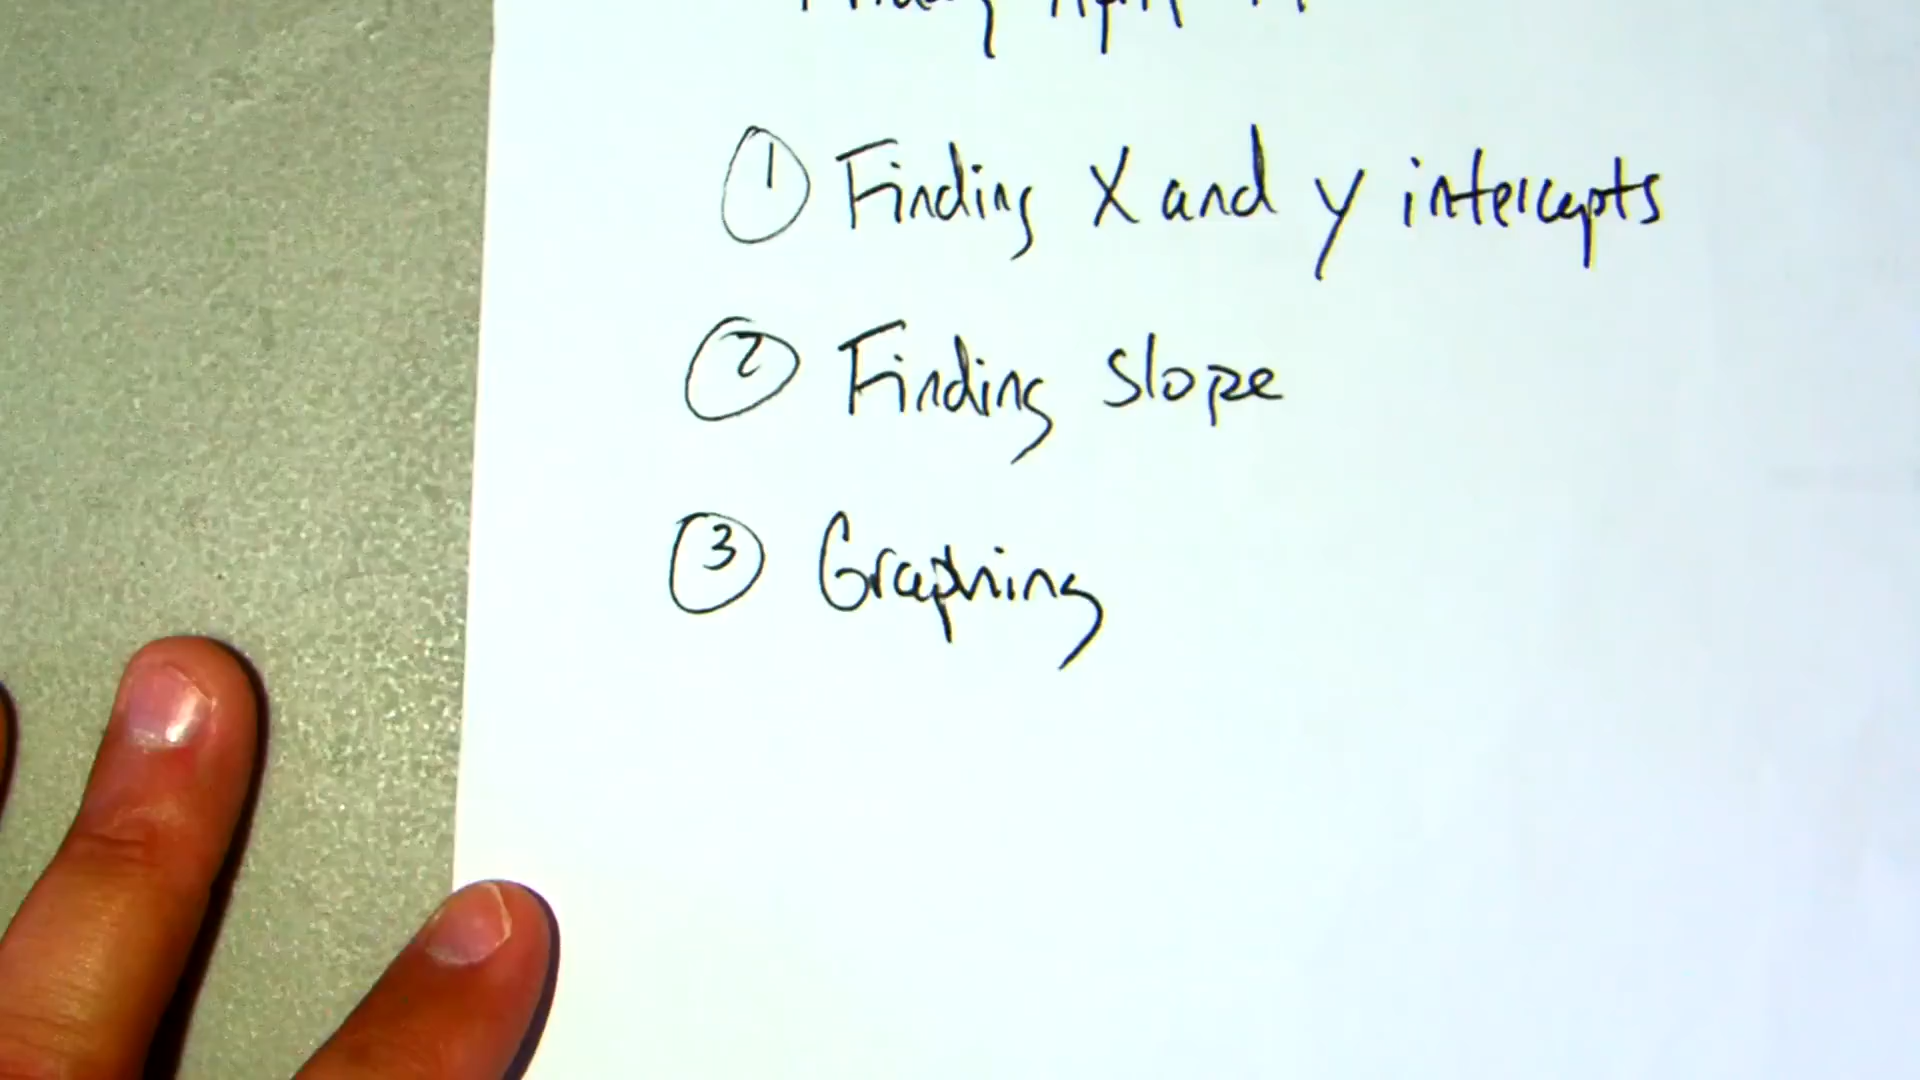 ① Finding X and y intercepts
② Finding slope
③ Graphing